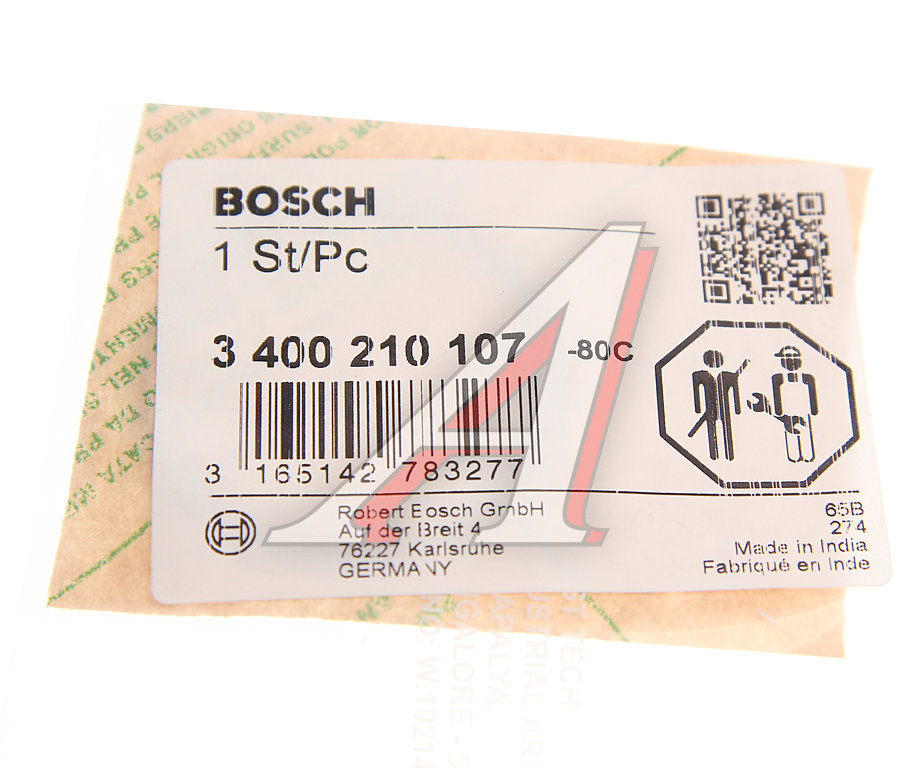 BOSCH
1 St/Pc
3 400 210 107 -80C
3 165142 783277
Robert Bosch GmbH
Auf der Breit 4
76227 Karlsruhe
GERMANY
65B
274
Made in India
Fabriqué en Inde